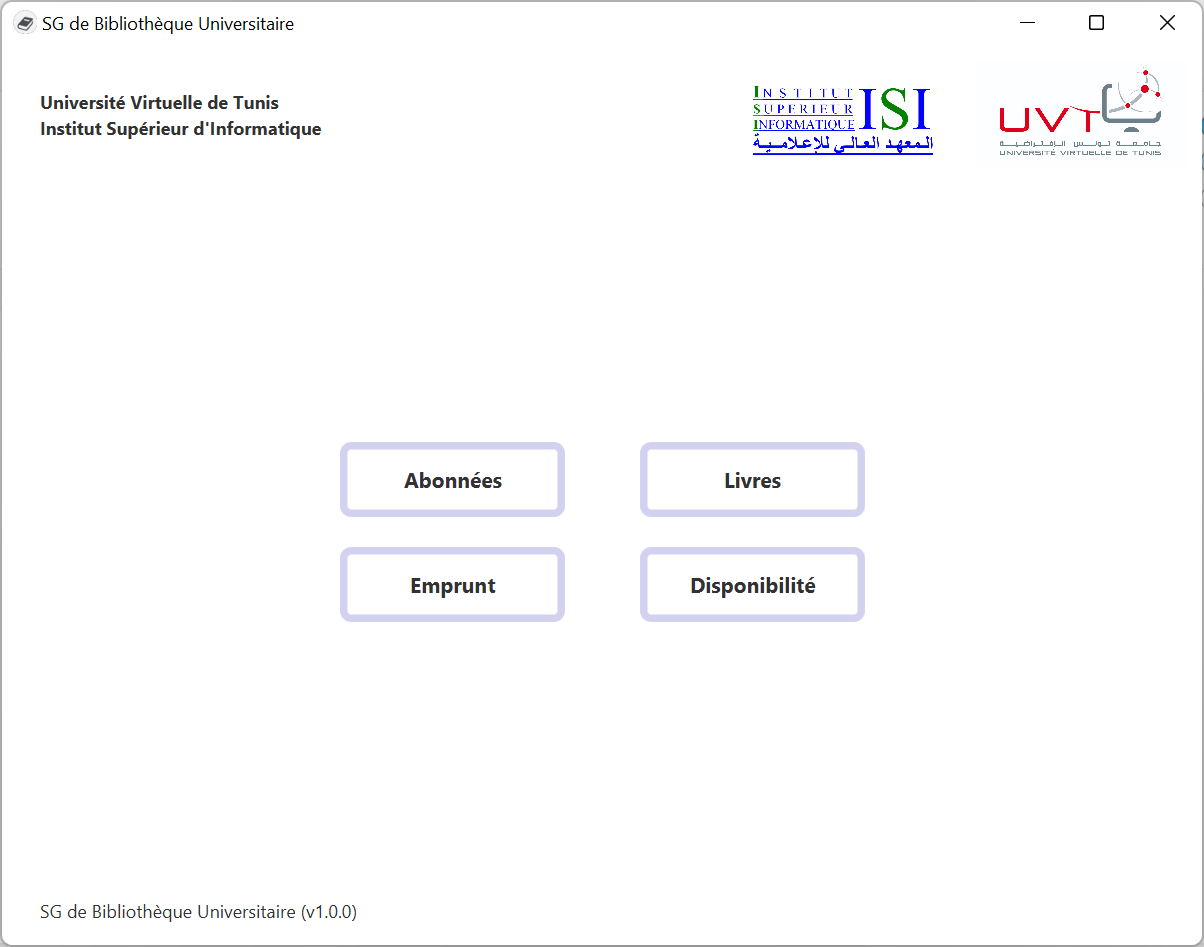 SG de Bibliothèque Universitaire
Université Virtuelle de Tunis
Institut Supérieur d'Informatique
INSTITUT
SUPERIEUR
INFORMATIQUE
ISI
المعهد العالي للإعلامية
UVT
جامعة تونس الإفتراضية
UNIVERSITÉ VIRTUELLE DE TUNIS
Abonnées
Livres
Emprunt
Disponibilité
SG de Bibliothèque Universitaire (v1.0.0)